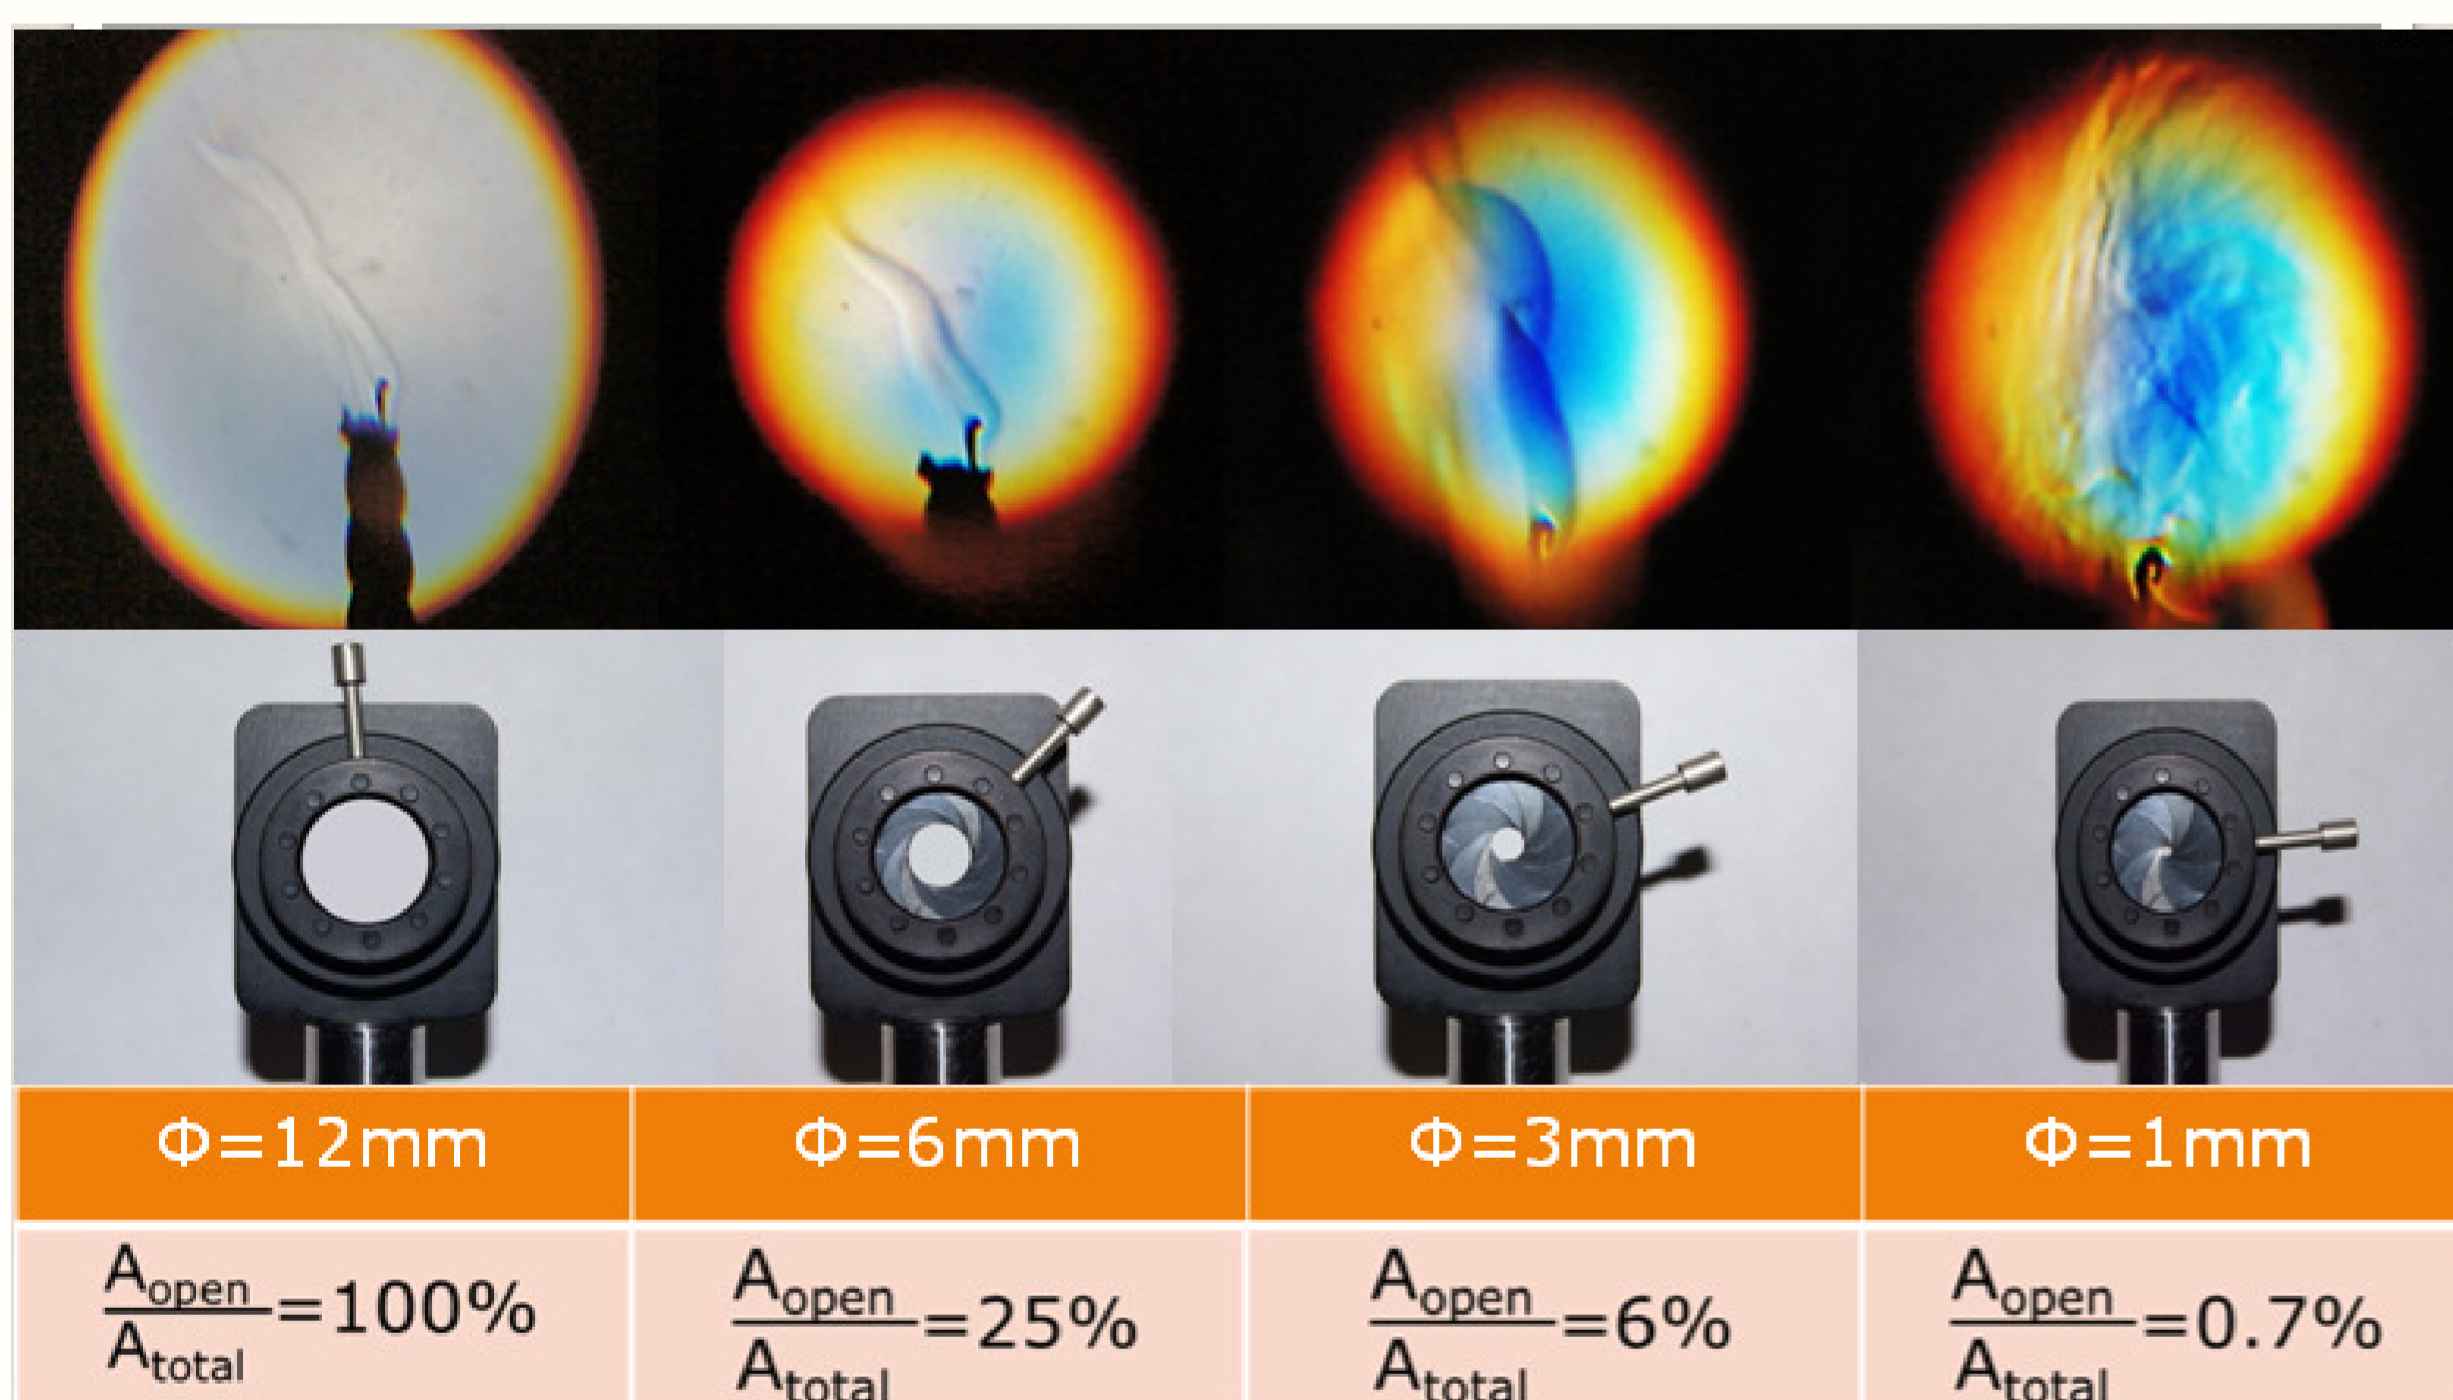 Φ=12mm
Φ=6mm
Φ=3mm
Φ=1mm
Aopen
Atotal
=100%
Aopen
Atotal
=25%
Aopen
Atotal
=6%
Aopen
Atotal
=0.7%